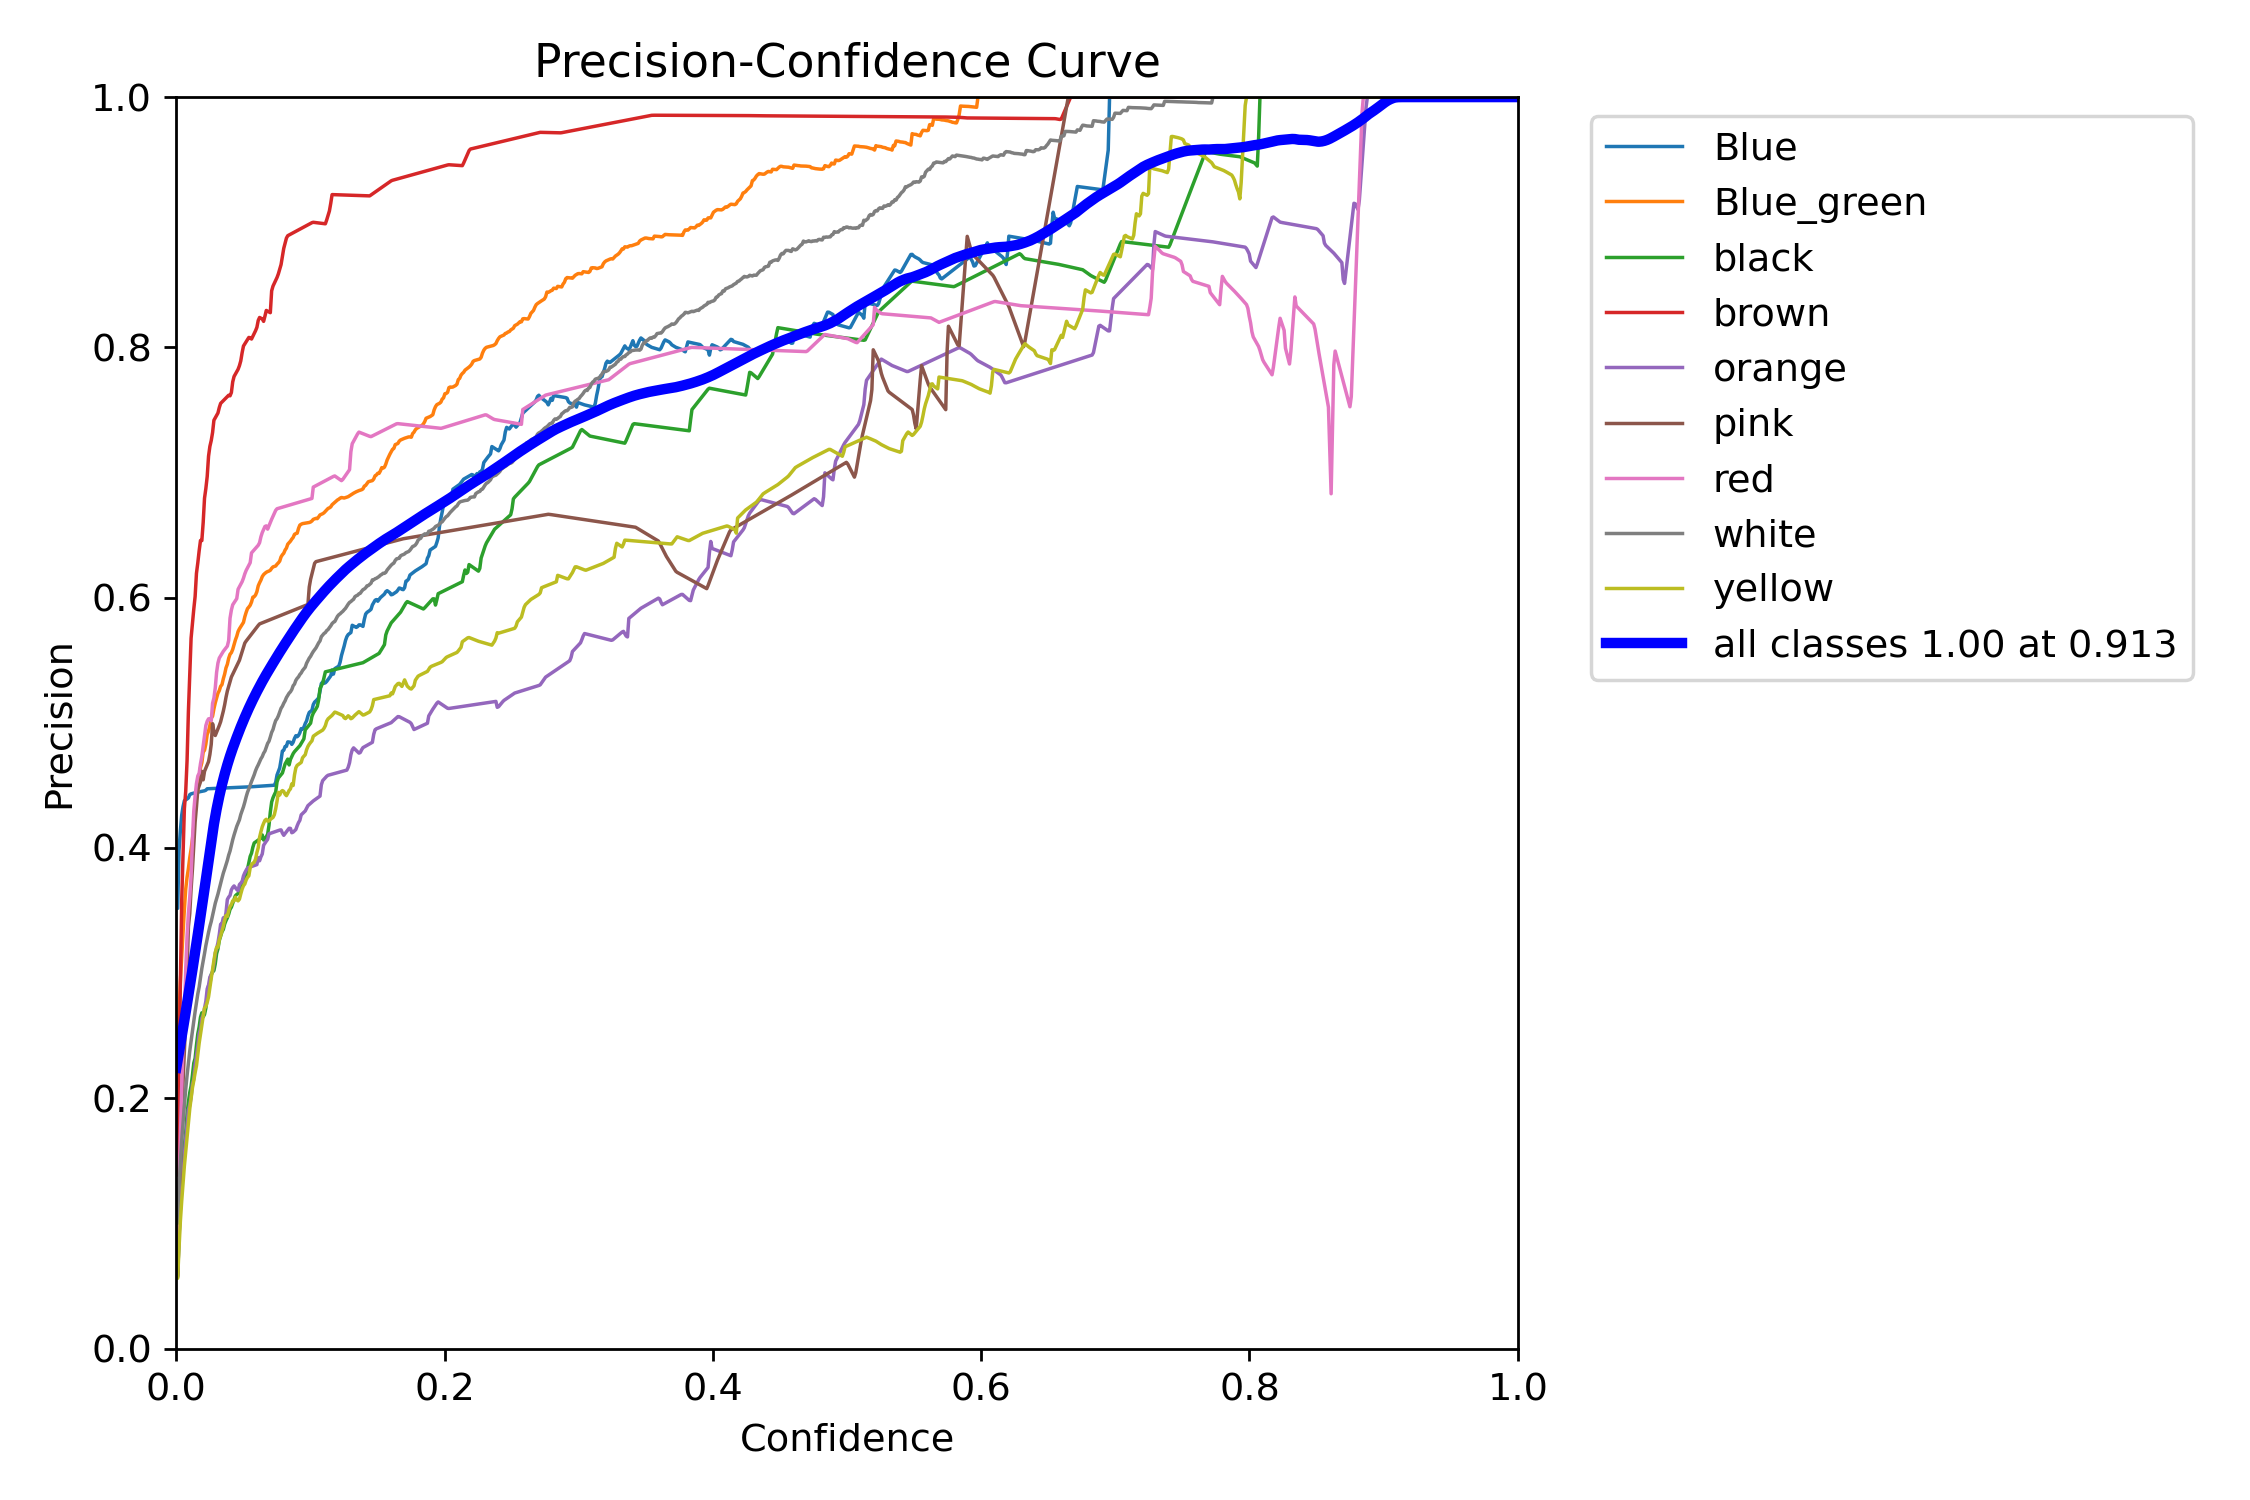 Precision-Confidence Curve
1.0
0.8
0.6
0.4
0.2
0.0
Precision
0.0 0.2 0.4 0.6 0.8 1.0
Confidence
Blue
Blue_green
black
brown
orange
pink
red
white
yellow
all classes 1.00 at 0.913